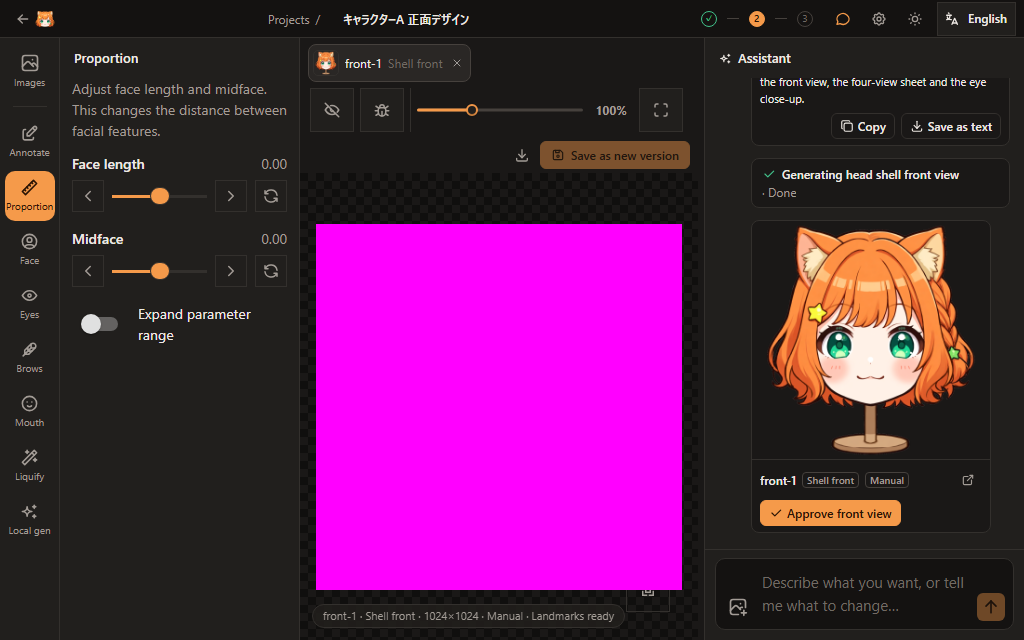 Projects /
キャラクターA 正面デザイン
2
3
English
Images
Annotate
Proportion
Face
Eyes
Brows
Mouth
Liquify
Local gen
Proportion
Adjust face length and midface.
This changes the distance between
facial features.
Face length
0.00
Midface
0.00
Expand parameter
range
front-1 Shell front
100%
Save as new version
front-1 · Shell front · 1024×1024 · Manual · Landmarks ready
Assistant
the front view, the four-view sheet and the eye
close-up.
Copy
Save as text
Generating head shell front view
· Done
front-1 Shell front Manual
Approve front view
Describe what you want, or tell
me what to change...